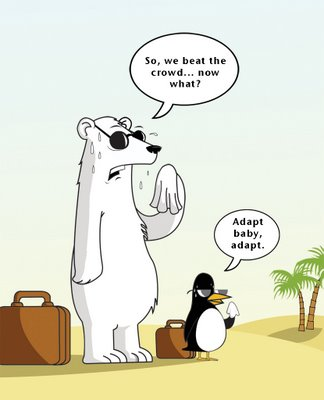 So, we beat the
crowd... now
what?
Adapt
baby,
adapt.